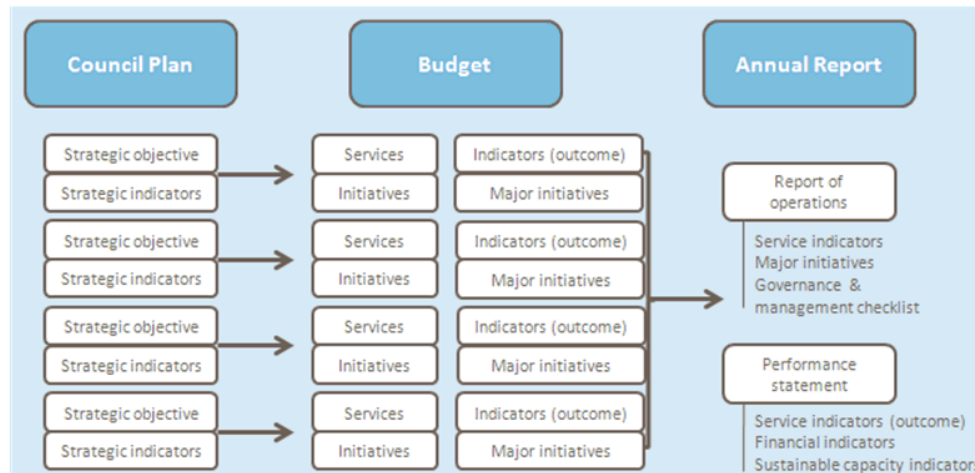 Council Plan
Budget
Annual Report
Strategic objective
Strategic indicators
Services
Initiatives
Indicators (outcome)
Major initiatives
Strategic objective
Strategic indicators
Services
Initiatives
Indicators (outcome)
Major initiatives
Strategic objective
Strategic indicators
Services
Initiatives
Indicators (outcome)
Major initiatives
Strategic objective
Strategic indicators
Services
Initiatives
Indicators (outcome)
Major initiatives
Report of
operations
Service indicators
Major initiatives
Governance &
management checklist
Performance
statement
Service indicators (outcome)
Financial indicators
Sustainable capacity indicator